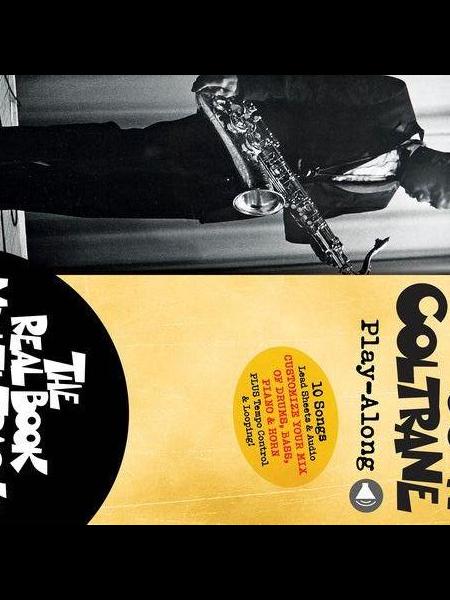 COLTRANE
Play-Along
10 Songs
Lead Sheets & Audio
CUSTOMIZE YOUR MIX
OF DRUMS, BASS,
PIANO & HORN
PLUS Tempo Control
& Looping!
THE
REAL BOOK